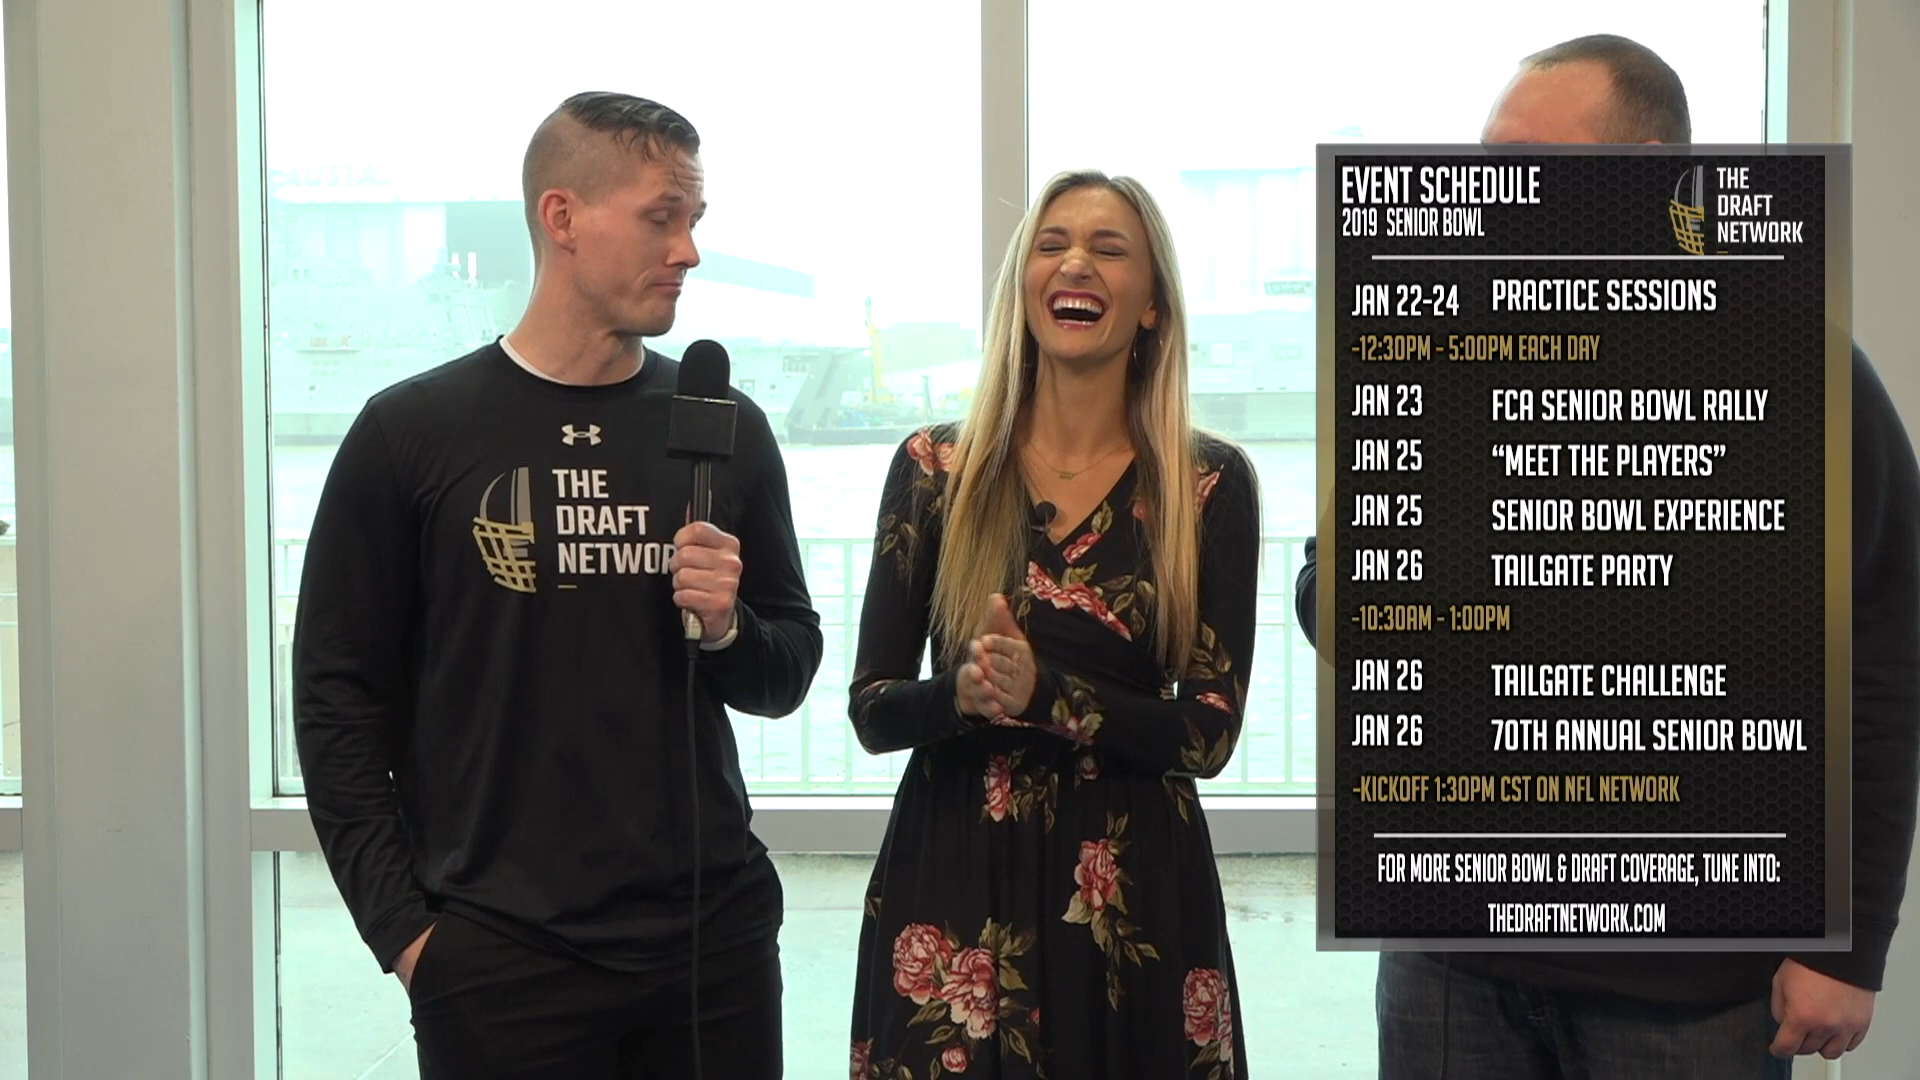 THE
DRAFT
NETWOR
EVENT SCHEDULE
2019 SENIOR BOWL
THE
DRAFT
NETWORK
JAN 22-24 PRACTICE SESSIONS
-12:30PM - 5:00PM EACH DAY
JAN 23 FCA SENIOR BOWL RALLY
JAN 25 “MEET THE PLAYERS”
JAN 25 SENIOR BOWL EXPERIENCE
JAN 26 TAILGATE PARTY
-10:30AM - 1:00PM
JAN 26 TAILGATE CHALLENGE
JAN 26 70TH ANNUAL SENIOR BOWL
-KICKOFF 1:30PM CST ON NFL NETWORK
FOR MORE SENIOR BOWL & DRAFT COVERAGE, TUNE INTO:
THEDRAFTNETWORK.COM